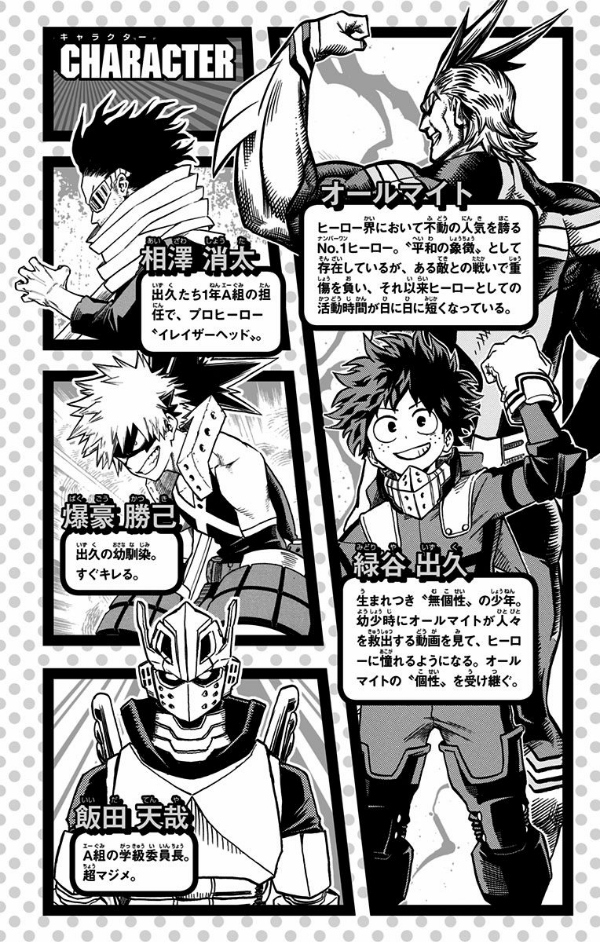 キャラクター
CHARACTER
オールマイト
ヒーロー界において不動の人気を誇る
No.1ヒーロー。〝平和の象徴〟として
存在しているが、ある敵との戦いで重
傷を負い、それ以来ヒーローとしての
活動時間が日に日に短くなっている。
相澤 消太
出久たち1年A組の担
任で、プロヒーロー
〝イレイザーヘッド〟。
爆豪 勝己
出久の幼馴染。
すぐキレる。
緑谷 出久
生まれつき〝無個性〟の少年。
幼少時にオールマイトが人々
を救出する動画を見て、ヒーロ
ーに憧れるようになる。オール
マイトの〝個性〟を受け継ぐ。
飯田 天哉
A組の学級委員長。
超マジメ。